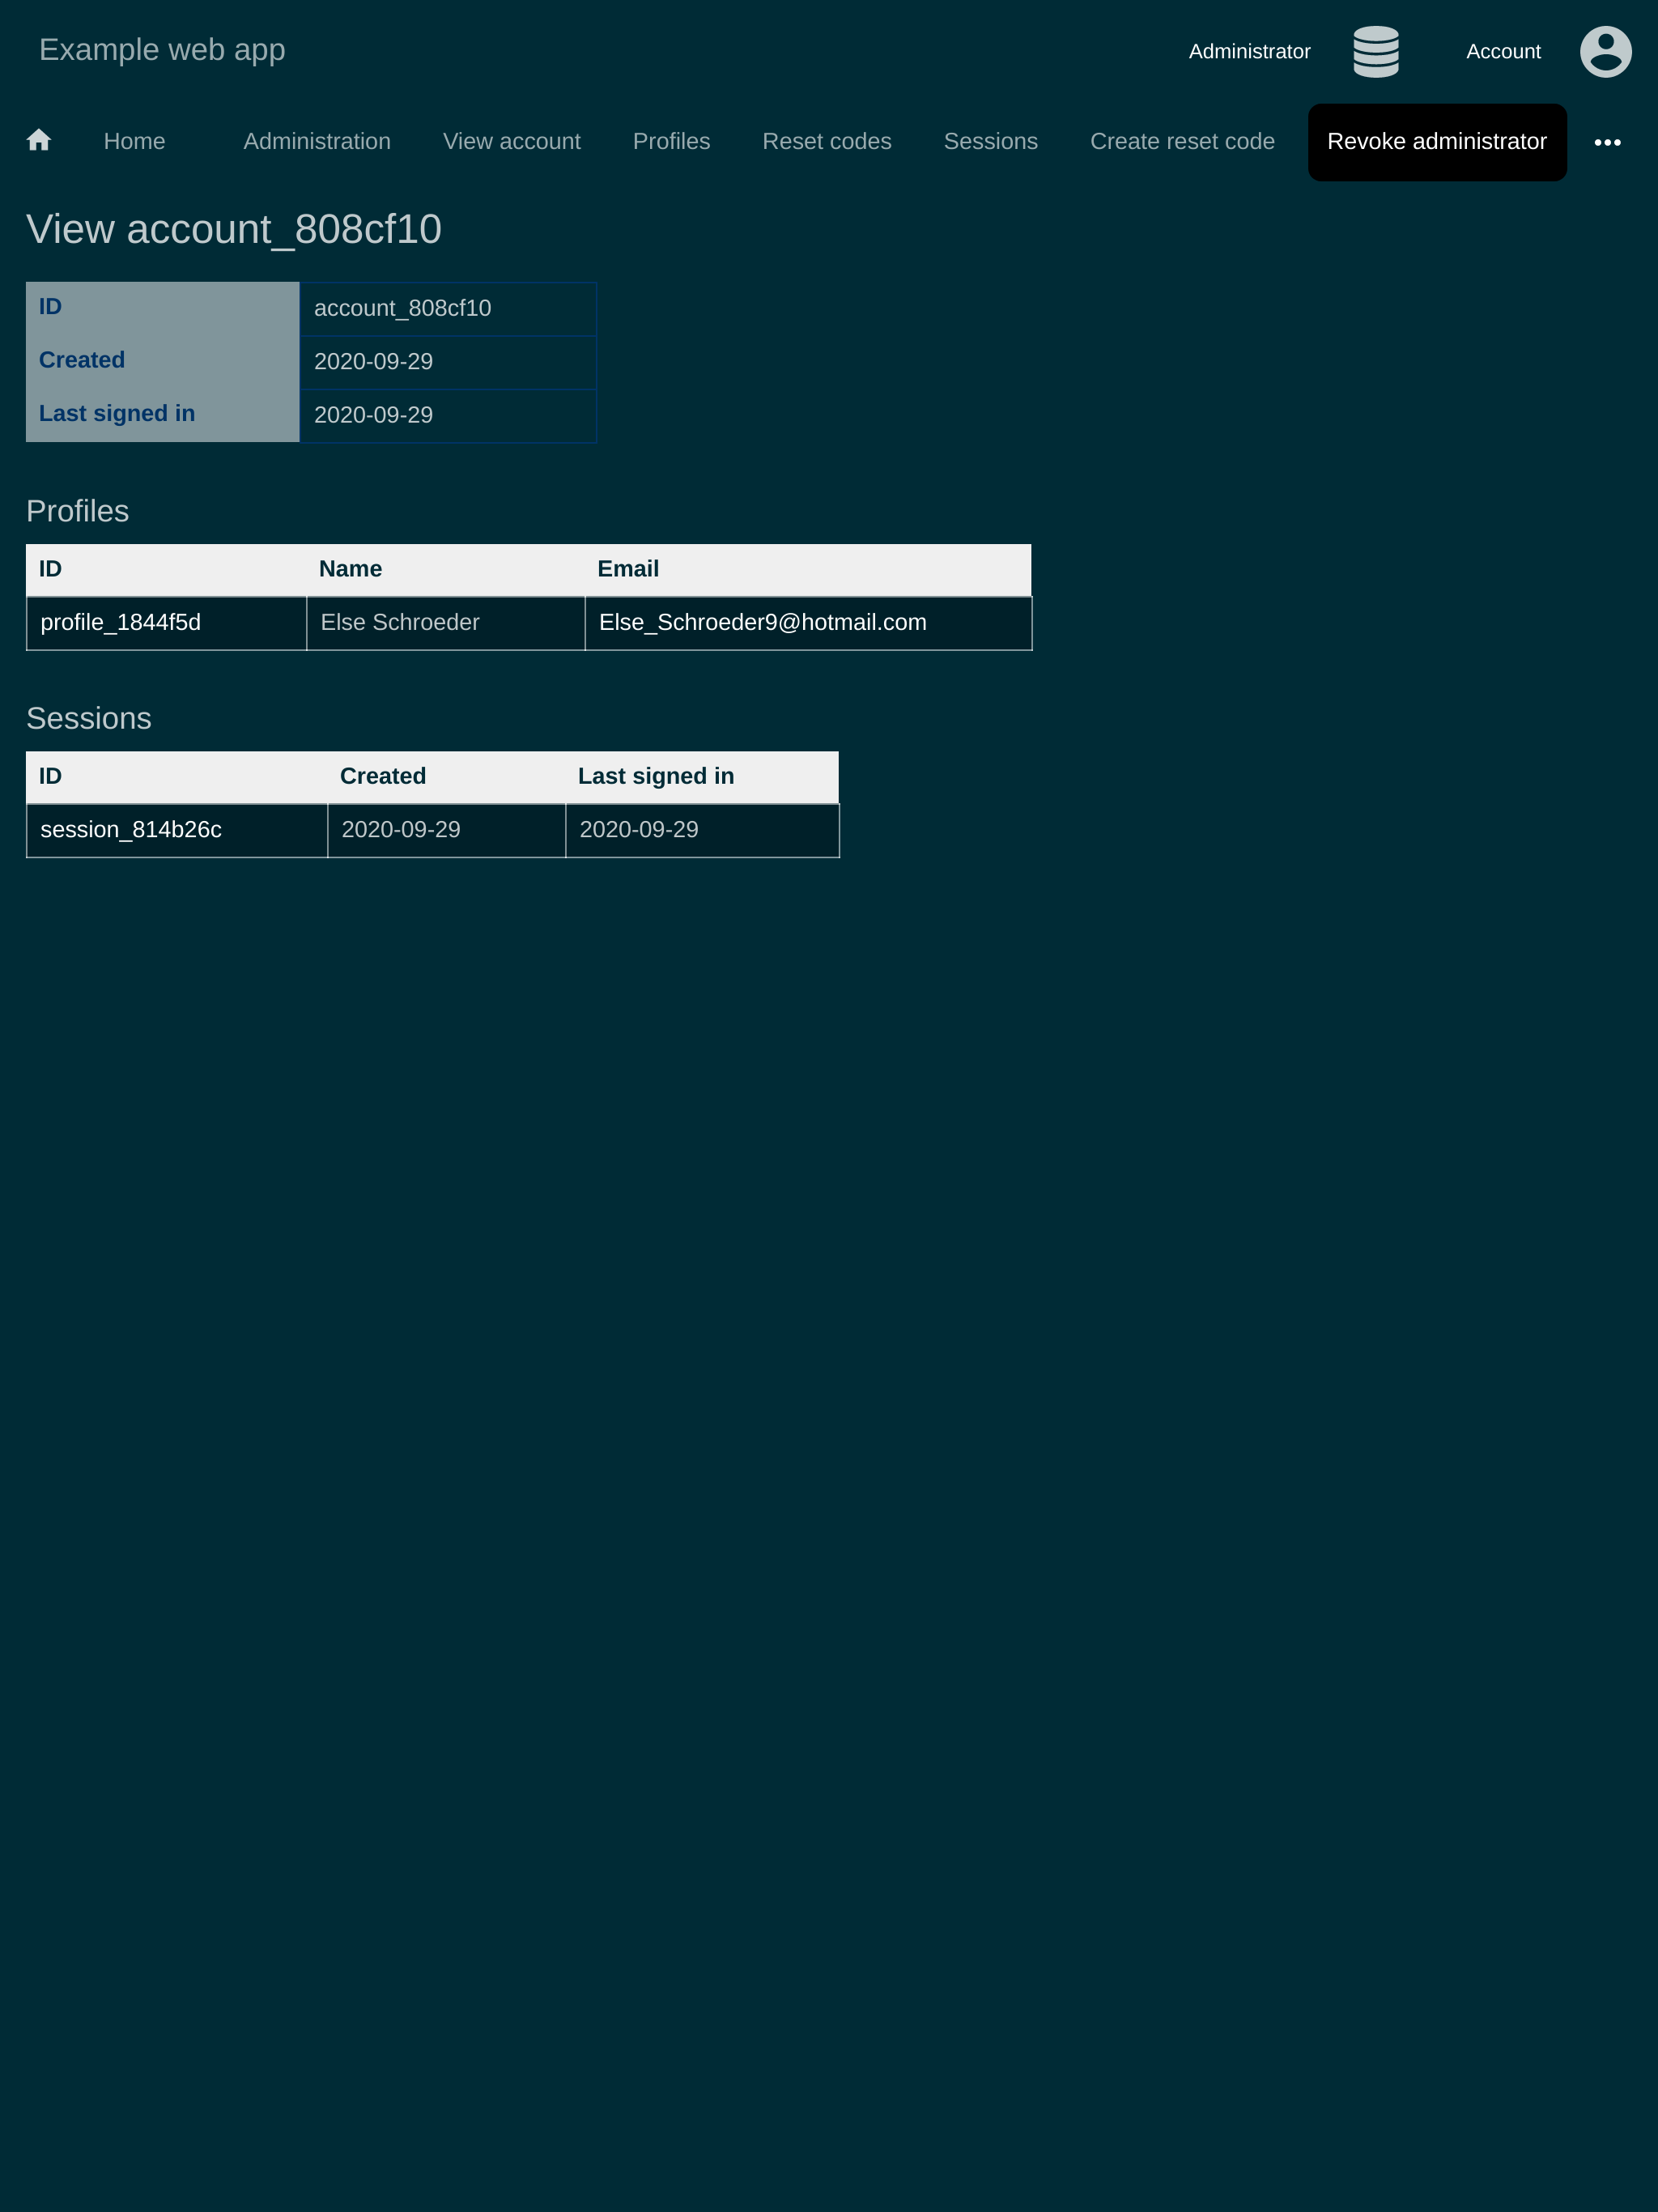 Example web app
Administrator Account
Home Administration View account Profiles Reset codes Sessions Create reset code Revoke administrator
View account_808cf10
ID account_808cf10
Created 2020-09-29
Last signed in 2020-09-29
Profiles
ID Name Email
profile_1844f5d Else Schroeder Else_Schroeder9@hotmail.com
Sessions
ID Created Last signed in
session_814b26c 2020-09-29 2020-09-29